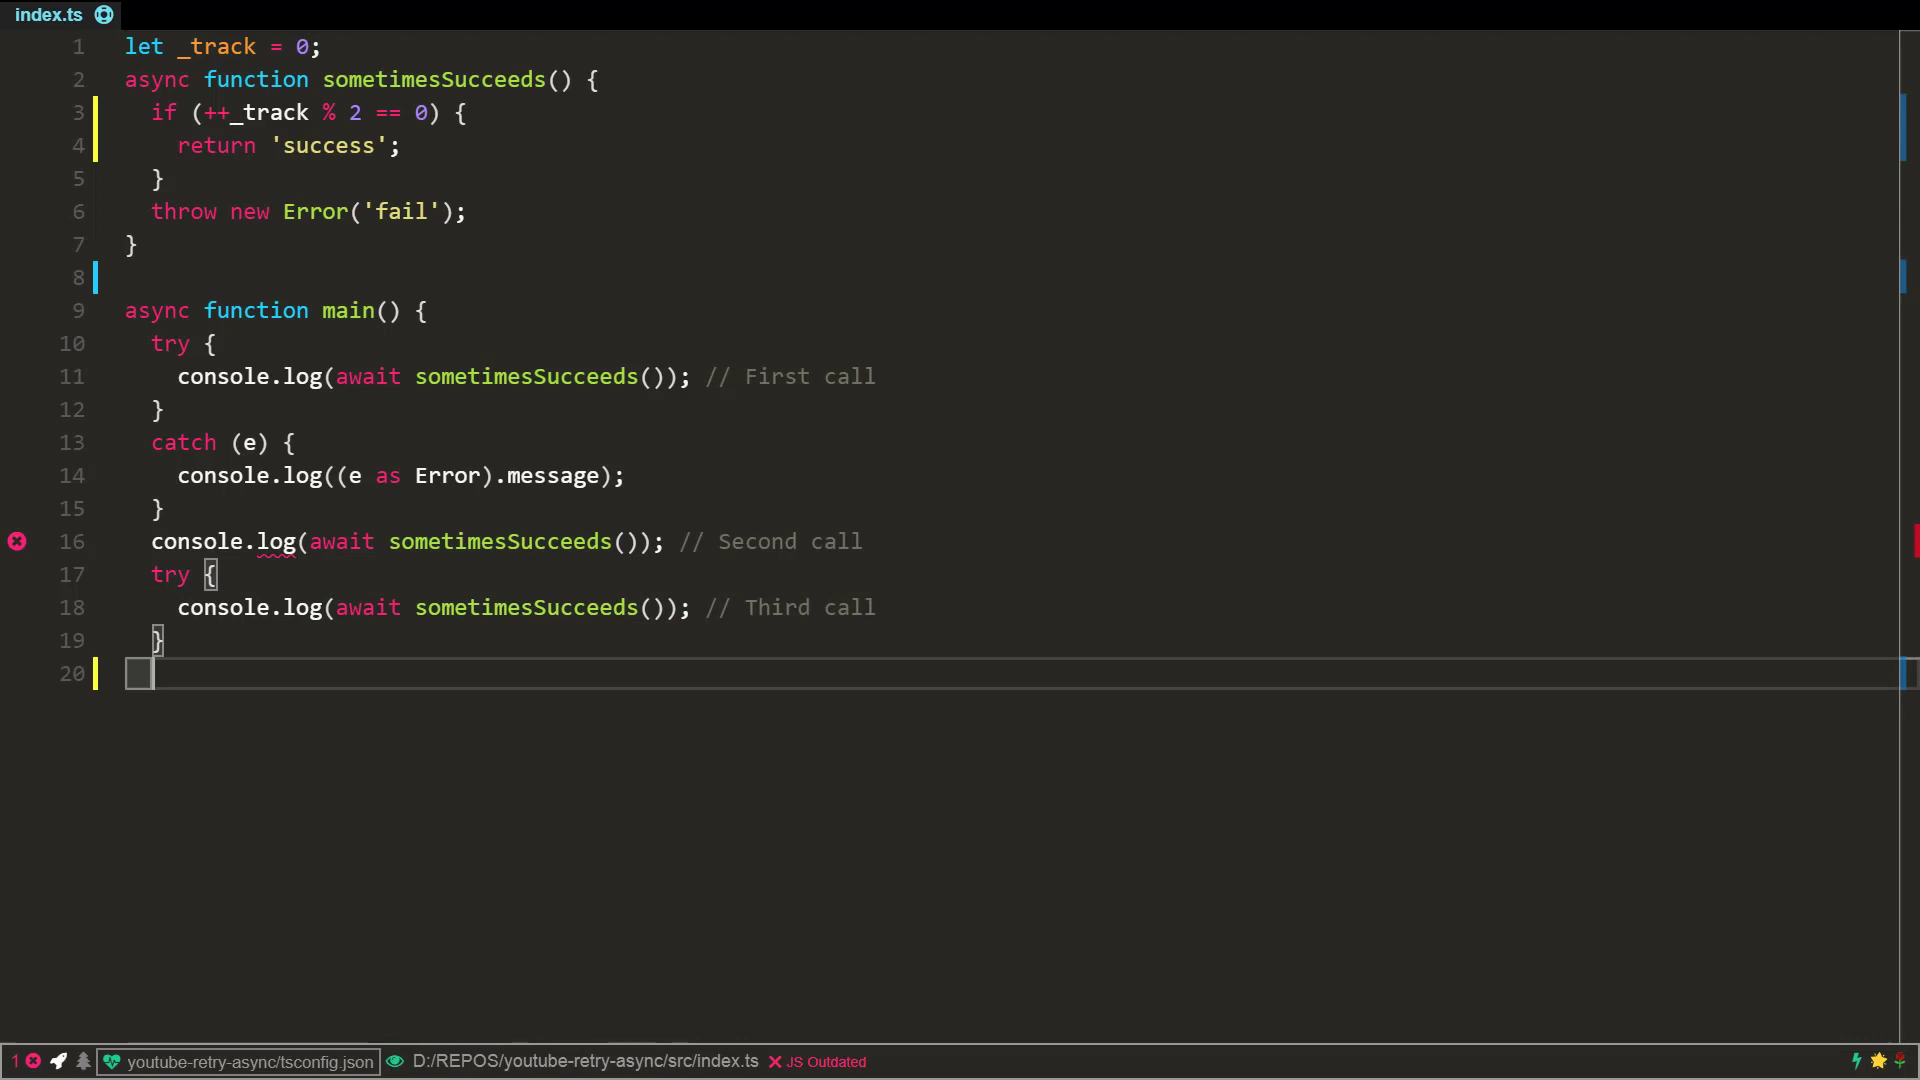 index.ts
1 let _track = 0;
2 async function sometimesSucceeds() {
3   if (++_track % 2 == 0) {
4     return 'success';
5   }
6   throw new Error('fail');
7 }
8
9 async function main() {
10   try {
11     console.log(await sometimesSucceeds()); // First call
12   }
13   catch (e) {
14     console.log((e as Error).message);
15   }
16   console.log(await sometimesSucceeds()); // Second call
17   try {
18     console.log(await sometimesSucceeds()); // Third call
19   }
20
1 youtube-retry-async/tsconfig.json D:/REPOS/youtube-retry-async/src/index.ts JS Outdated